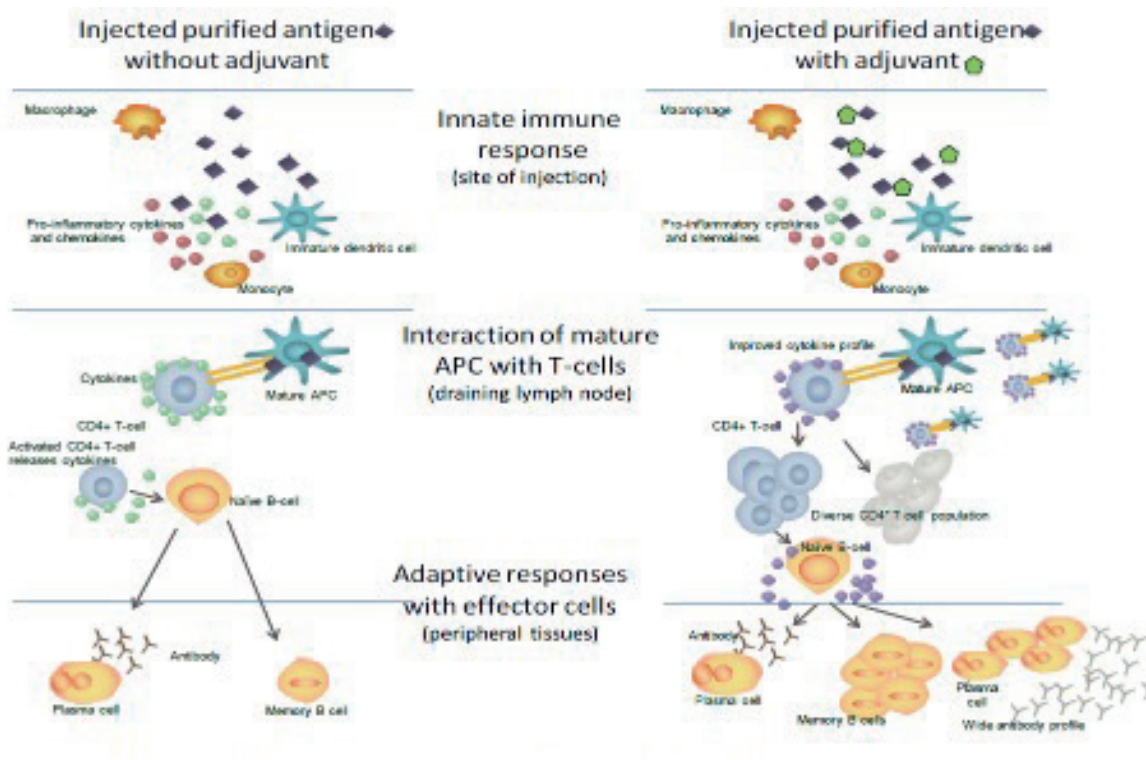 Injected purified antigen
without adjuvant
Injected purified antigen
with adjuvant
Macrophage
Innate immune
response
(site of injection)
Macrophage
Pro-inflammatory cytokines
and chemokines
Immature dendritic cell
Monocyte
Pro-inflammatory cytokines
and chemokines
Immature dendritic cell
Monocyte
Interaction of mature
APC with T-cells
(draining lymph node)
Cytokines
Mature APC
CD4+ T-cell
Activated CD4+ T-cell
releases cytokines
Naïve B-cell
Improved cytokine profile
Mature APC
CD4+ T-cell
Diverse CD4+ T cell population
Naïve B-cell
Adaptive responses
with effector cells
(peripheral tissues)
Antibody
Plasma cell
Memory B cell
Antibody
Plasma cell
Memory B cells
Plasma
cell
Wide antibody profile